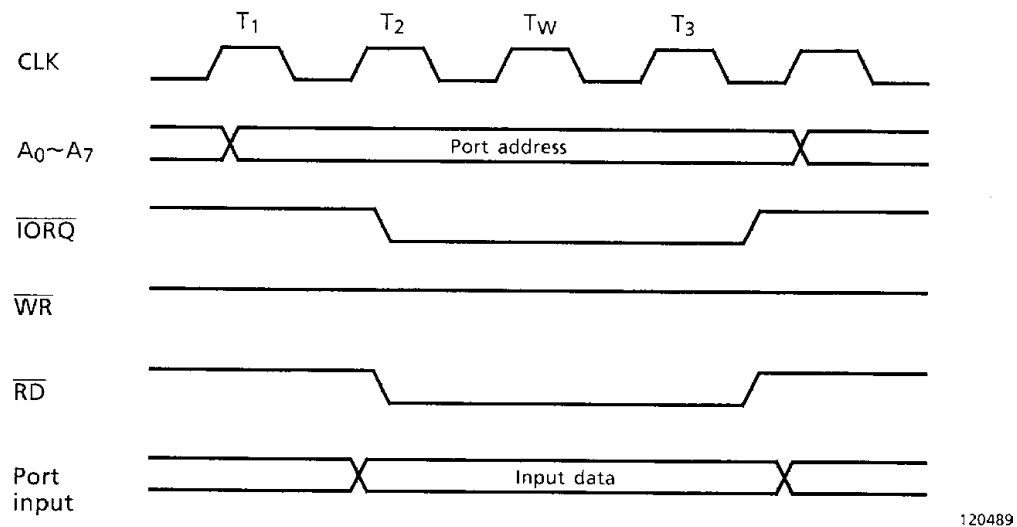 T1 T2 TW T3
CLK
A0~A7 Port address
IORQ
WR
RD
Port input Input data
120489